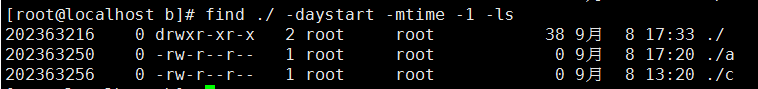 [root@localhost b]# find ./ -daystart -mtime -1 -ls
202363216 0 drwxr-xr-x 2 root root 38 9月 8 17:33 ./
202363250 0 -rw-r--r-- 1 root root 0 9月 8 17:20 ./a
202363256 0 -rw-r--r-- 1 root root 0 9月 8 13:20 ./c